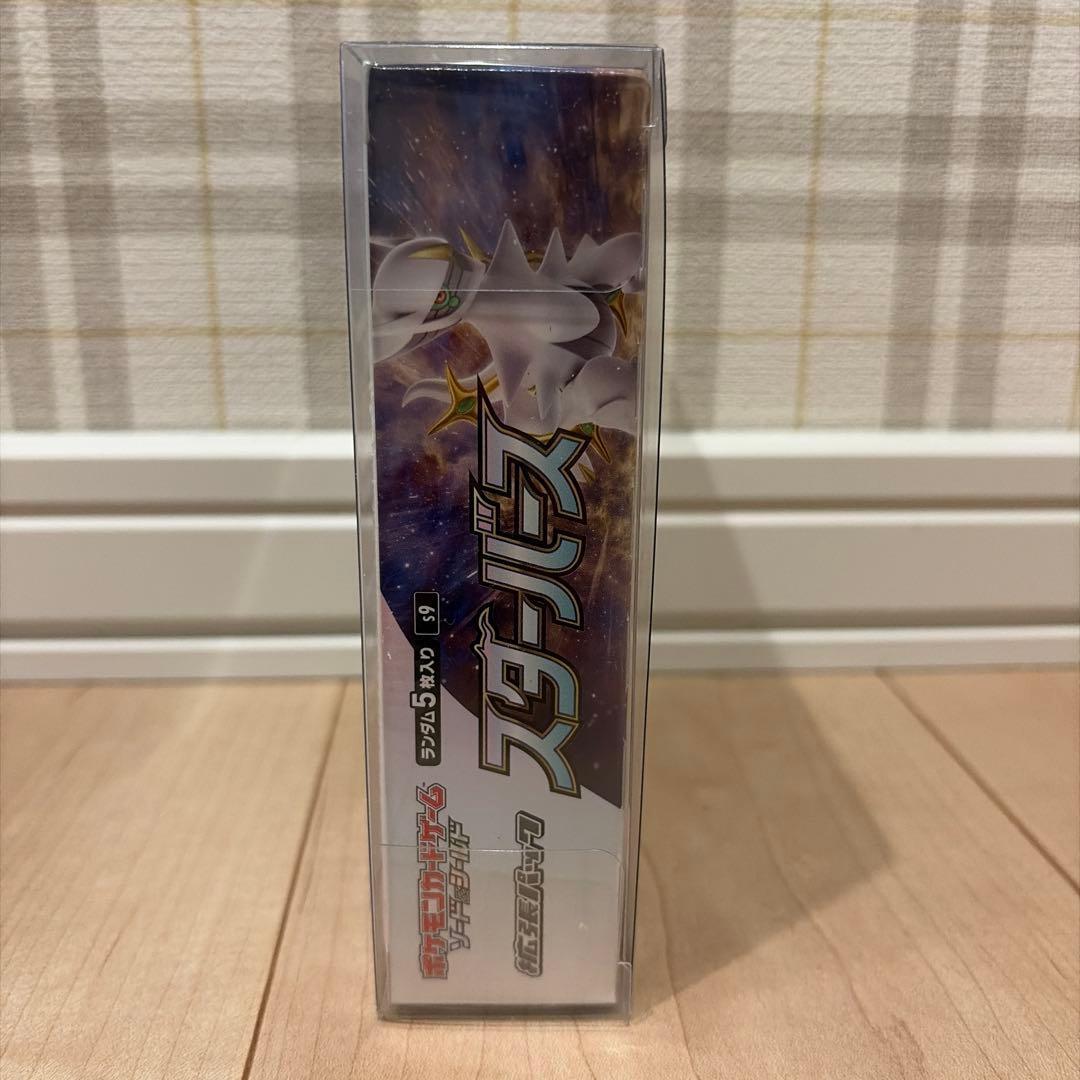 ポケモンカードゲーム
ソード&シールド
ランダム5枚入り s9
拡張パック
スターバース